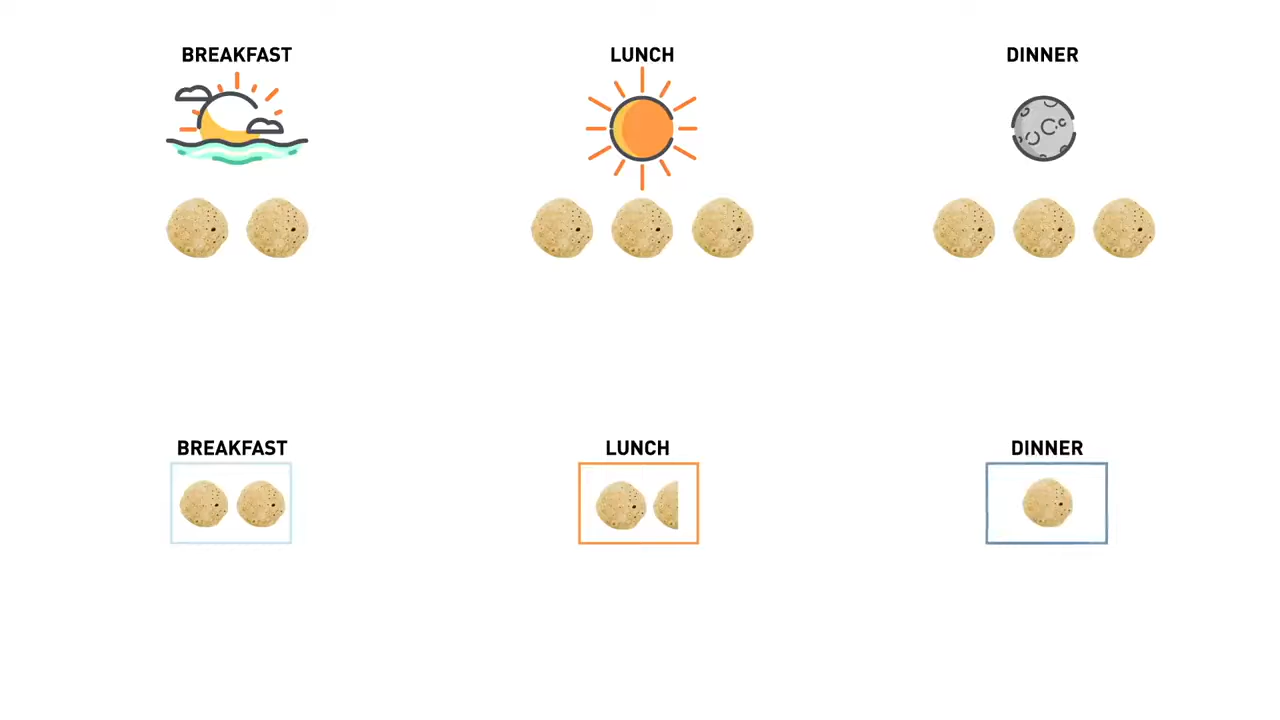 BREAKFAST
LUNCH
DINNER
BREAKFAST
LUNCH
DINNER